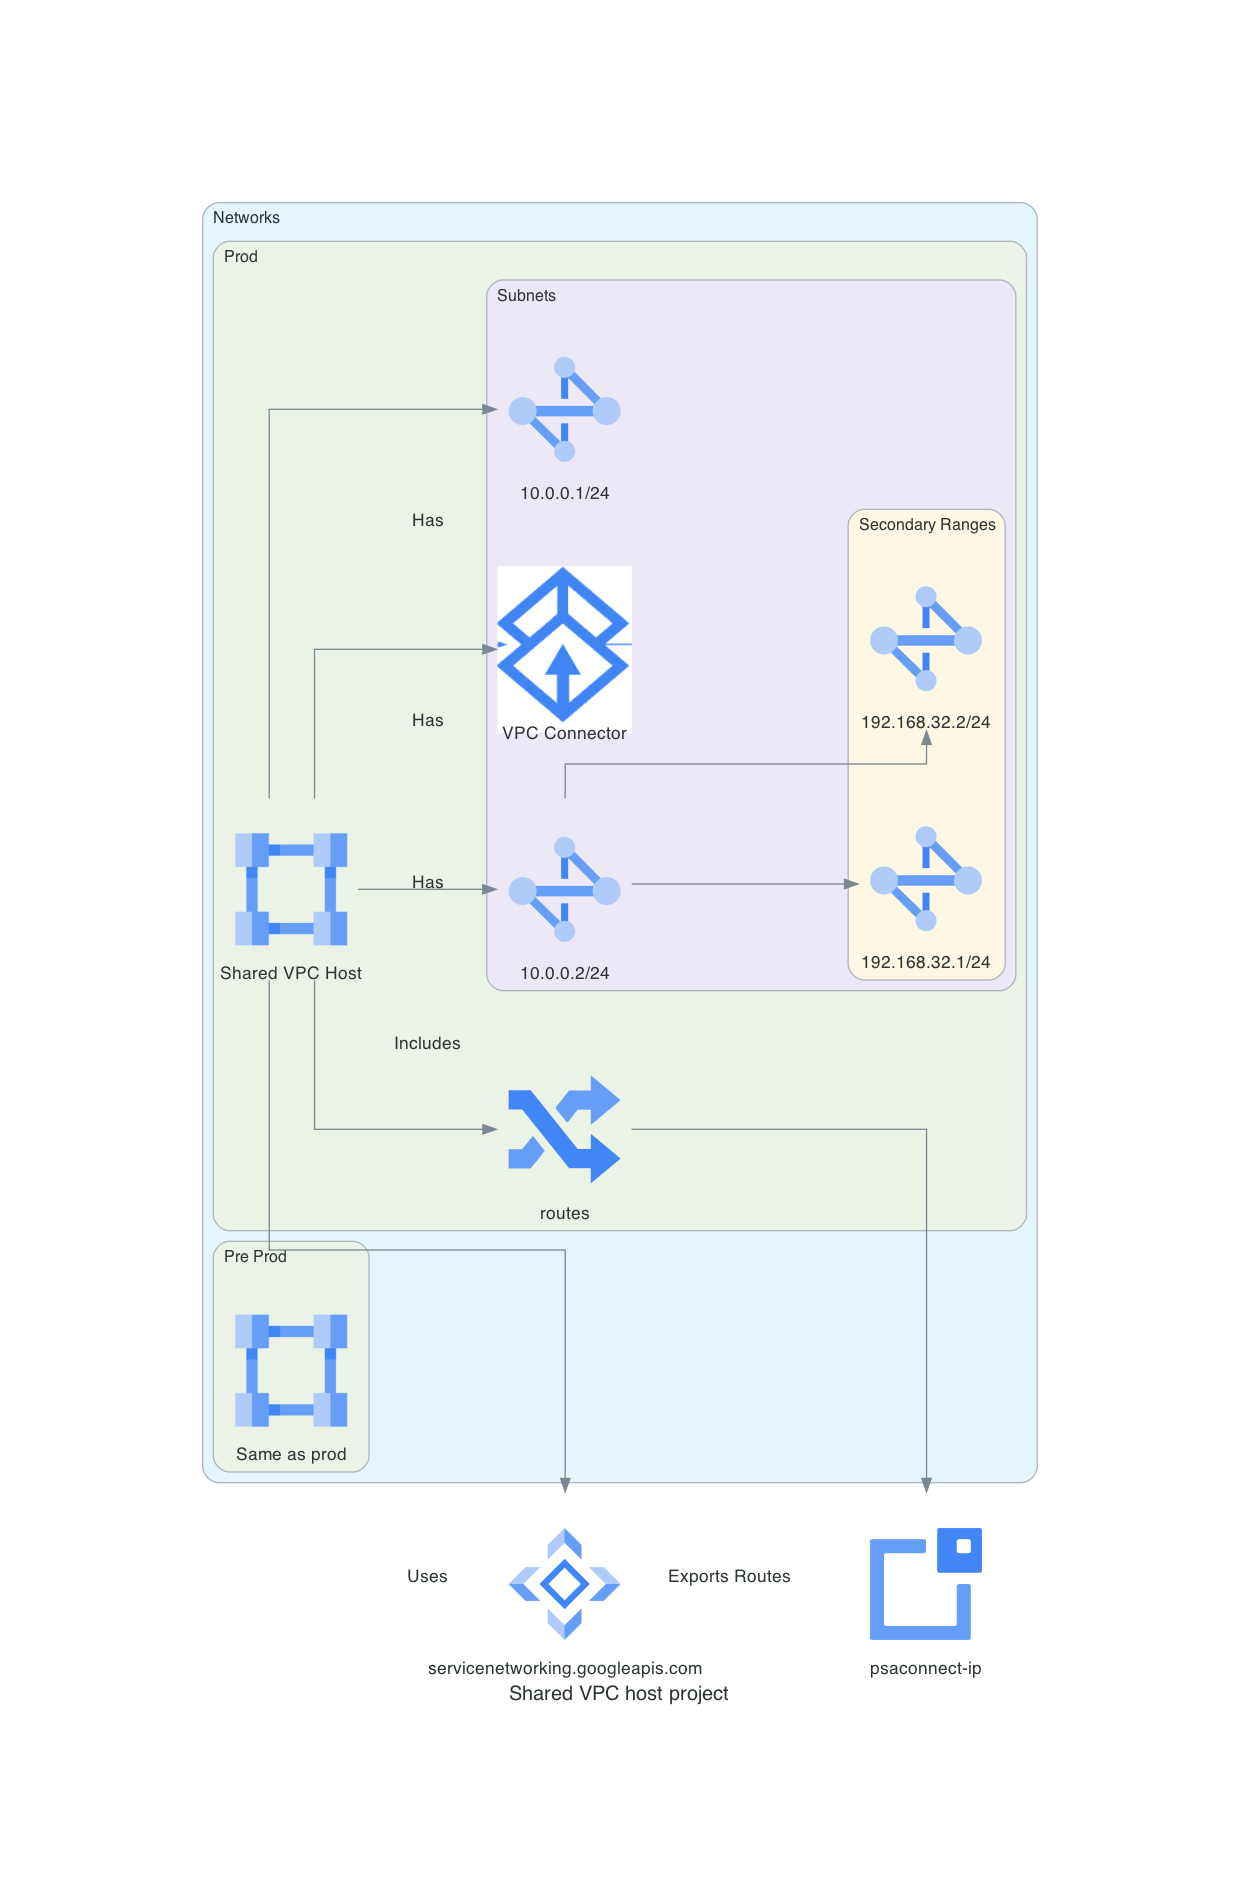 Networks
Prod
Subnets
10.0.0.1/24
Has
Secondary Ranges
Has
192.168.32.2/24
VPC Connector
Has
192.168.32.1/24
Shared VPC Host
10.0.0.2/24
Includes
routes
Pre Prod
Same as prod
Uses
Exports Routes
servicenetworking.googleapis.com
psaconnect-ip
Shared VPC host project